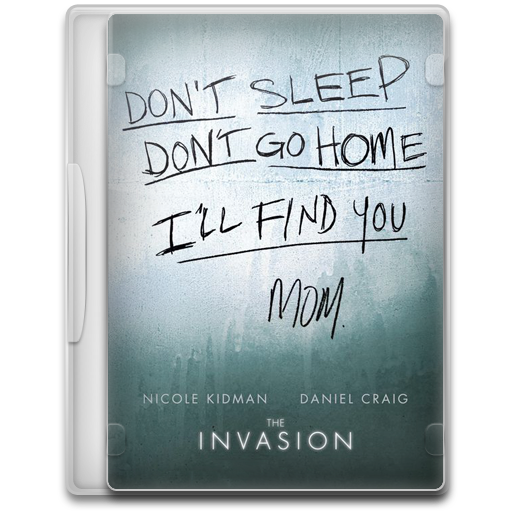 DON'T SLEEP
DON'T GO HOME
I'LL FIND YOU
MOM.
NICOLE KIDMAN DANIEL CRAIG
THE
INVASION